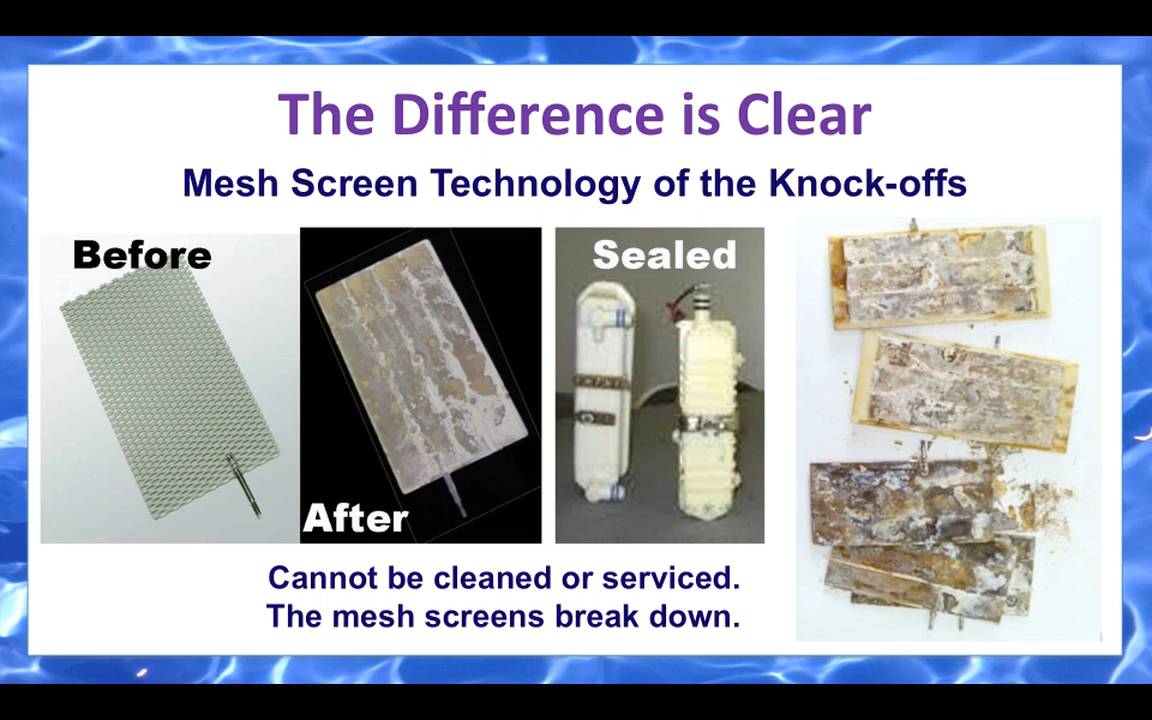 The Difference is Clear
Mesh Screen Technology of the Knock-offs
Before
After
Sealed
Cannot be cleaned or serviced.
The mesh screens break down.